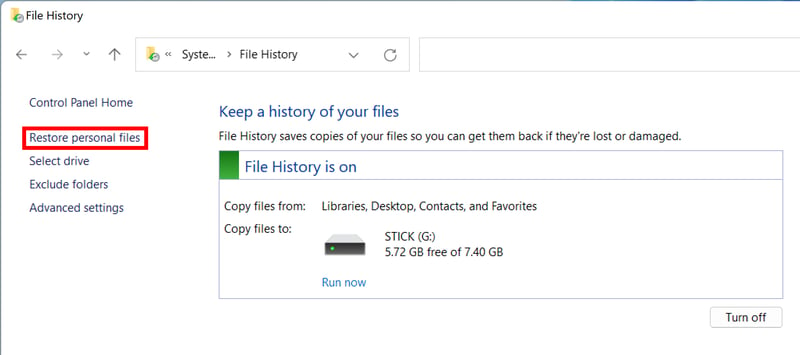 File History
« Syste... > File History
Control Panel Home
Restore personal files
Select drive
Exclude folders
Advanced settings
Keep a history of your files
File History saves copies of your files so you can get them back if they're lost or damaged.
File History is on
Copy files from: Libraries, Desktop, Contacts, and Favorites
Copy files to: STICK (G:)
5.72 GB free of 7.40 GB
Run now
Turn off